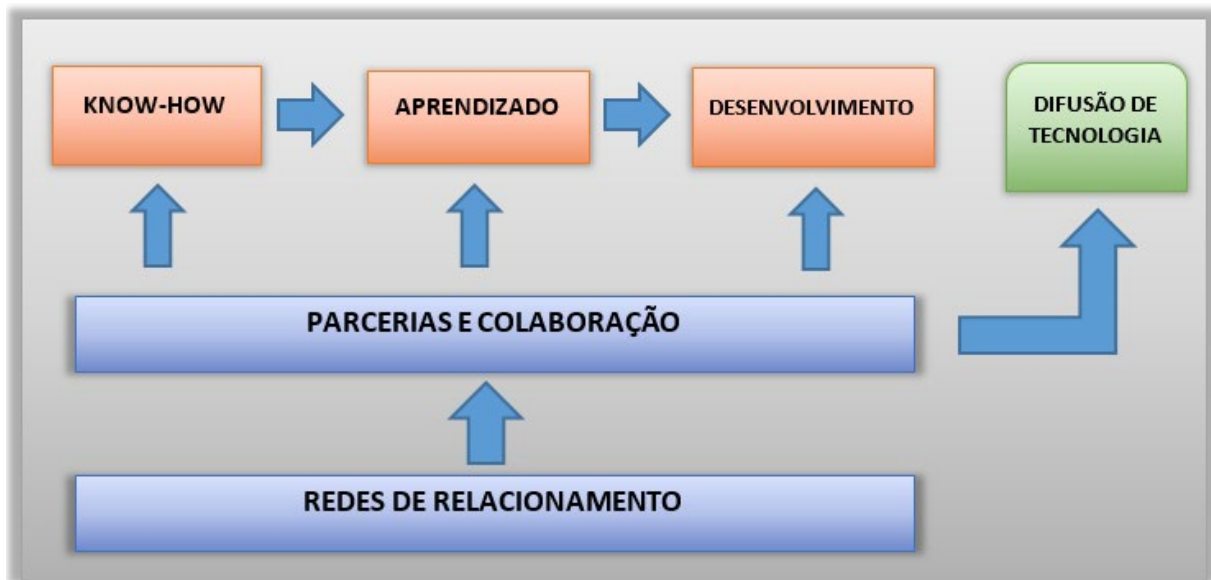 KNOW-HOW
APRENDIZADO
DESENVOLVIMENTO
DIFUSÃO DE
TECNOLOGIA
PARCERIAS E COLABORAÇÃO
REDES DE RELACIONAMENTO